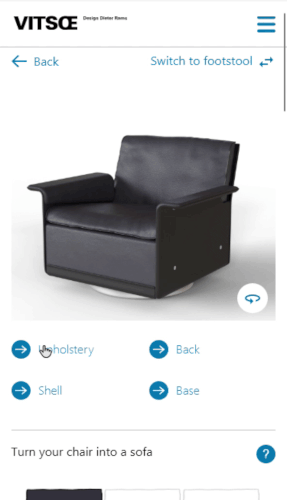 VITSŒ Design Dieter Rams
Back Switch to footstool
Upholstery Back
Shell Base
Turn your chair into a sofa ?